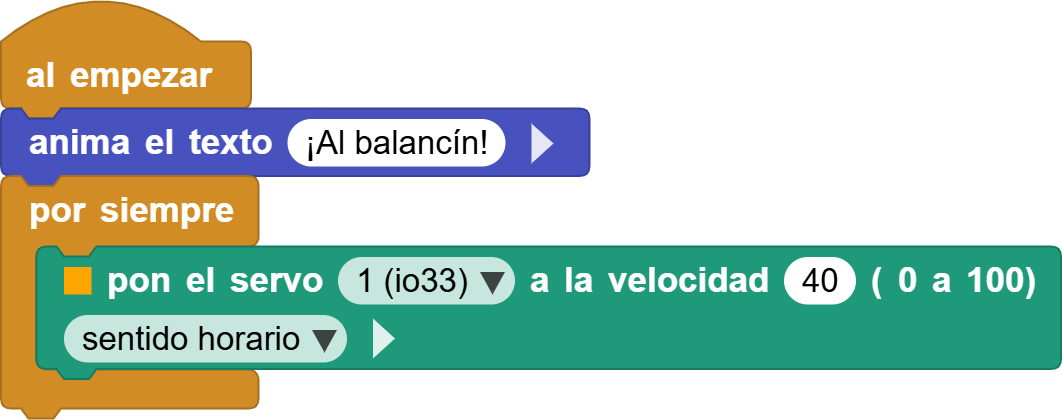 al empezar
anima el texto ¡Al balancín!
por siempre
pon el servo 1 (io33) a la velocidad 40 ( 0 a 100)
sentido horario